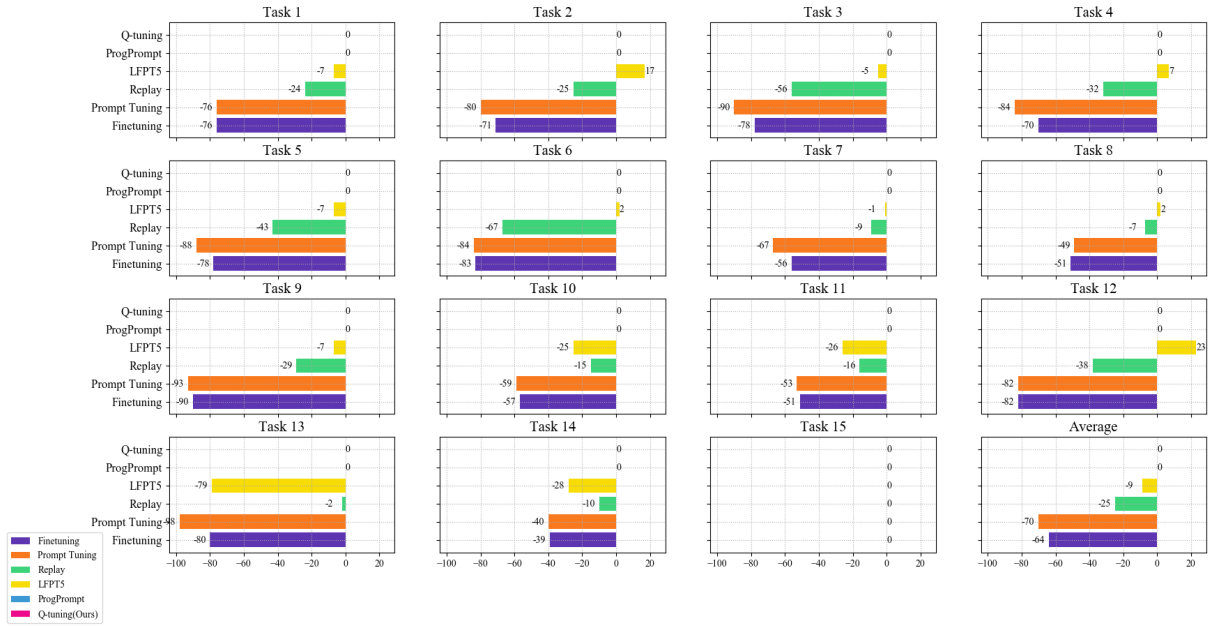 Task 1
Task 2
Task 3
Task 4
Q-tuning 0 0 0 0
ProgPrompt 0 0 0 0
LFPT5 -7 17 -5 7
Replay -24 -25 -56 -32
Prompt Tuning -76 -80 -90 -84
Finetuning -76 -71 -78 -70
Task 5
Task 6
Task 7
Task 8
Q-tuning 0 0 0 0
ProgPrompt 0 0 0 0
LFPT5 -7 2 -1 2
Replay -43 -67 -9 -7
Prompt Tuning -88 -84 -67 -49
Finetuning -78 -83 -56 -51
Task 9
Task 10
Task 11
Task 12
Q-tuning 0 0 0 0
ProgPrompt 0 0 0 0
LFPT5 -7 -25 -26 23
Replay -29 -15 -16 -38
Prompt Tuning -93 -59 -53 -82
Finetuning -90 -57 -51 -82
Task 13
Task 14
Task 15
Average
Q-tuning 0 0 0 0
ProgPrompt 0 0 0 0
LFPT5 -79 -28 0 -9
Replay -2 -10 0 -25
Prompt Tuning -98 -40 0 -70
Finetuning -80 -39 0 -64
−100 −80 −60 −40 −20 0 20
−100 −80 −60 −40 −20 0 20
−100 −80 −60 −40 −20 0 20
−100 −80 −60 −40 −20 0 20
Finetuning
Prompt Tuning
Replay
LFPT5
ProgPrompt
Q-tuning(Ours)